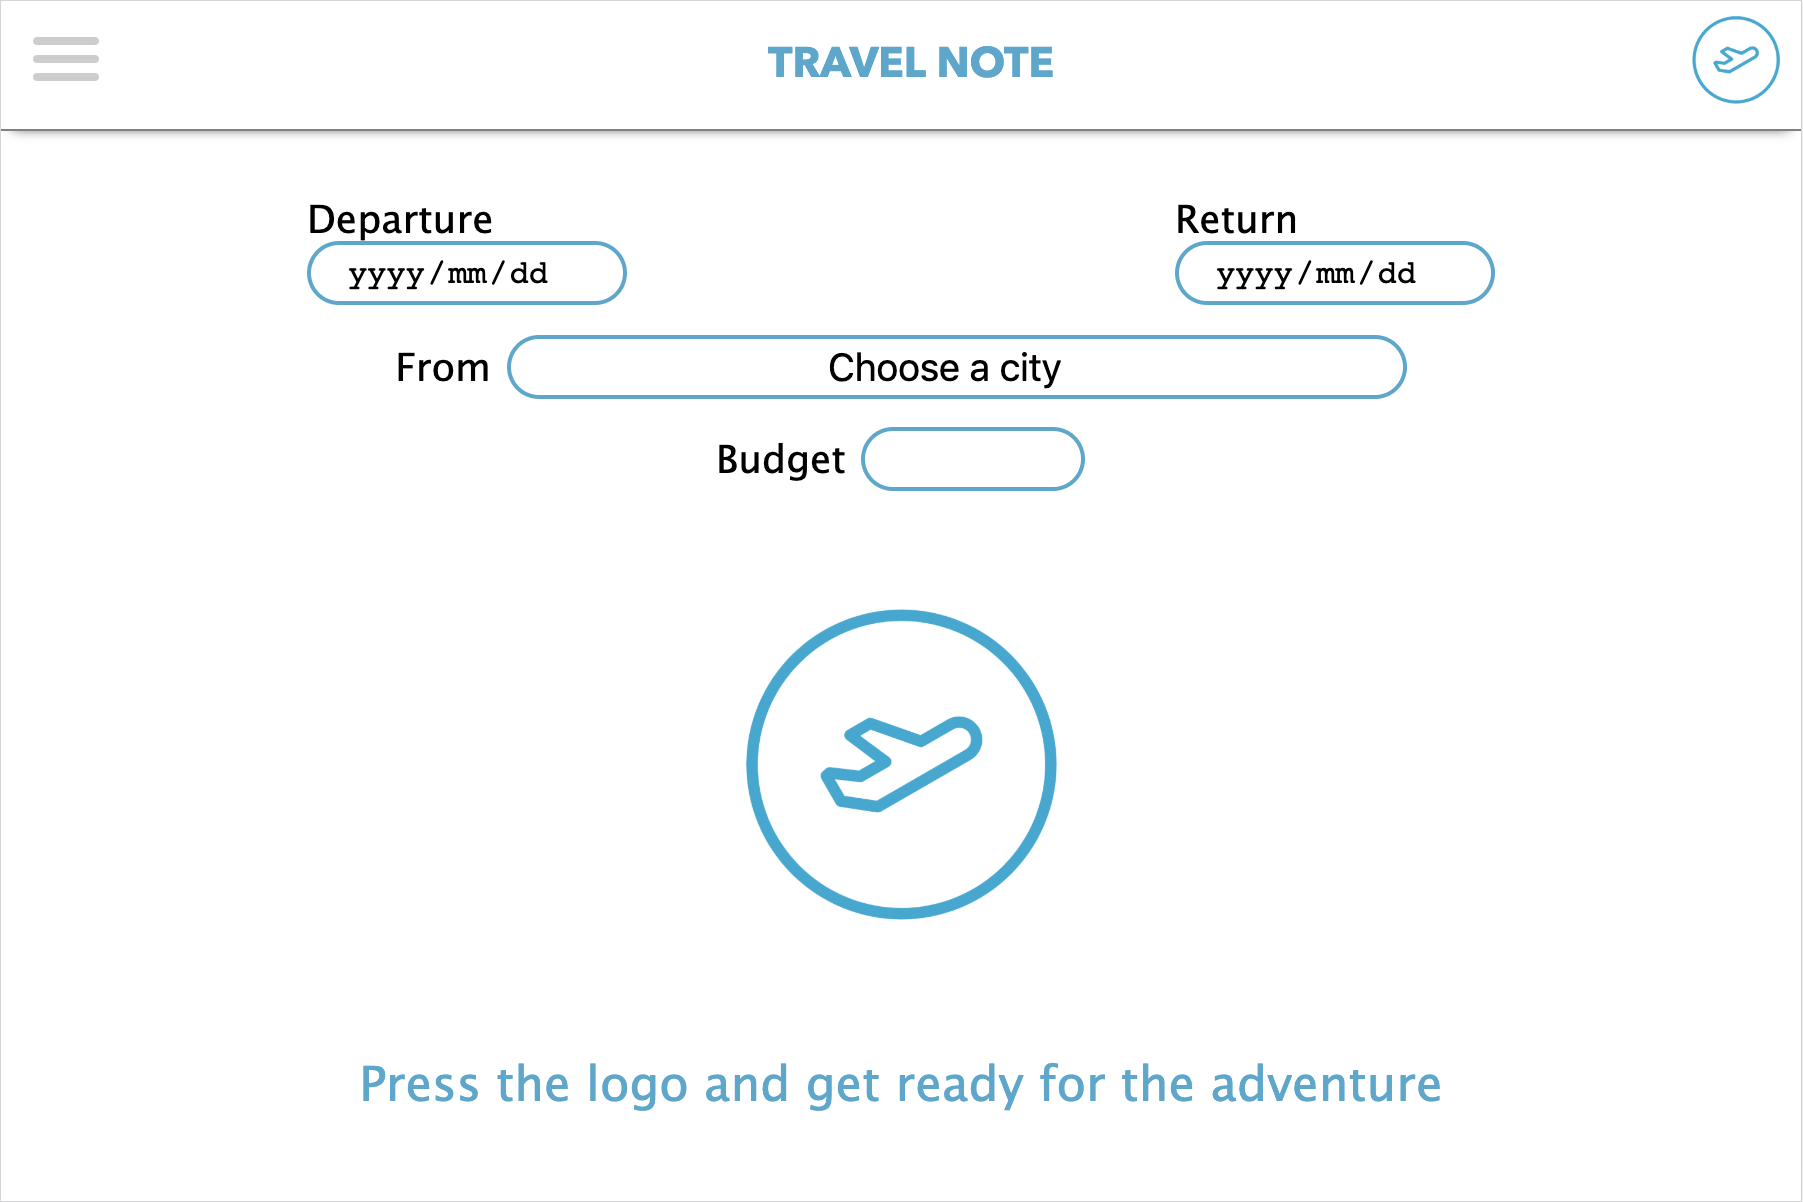 TRAVEL NOTE
Departure
Return
yyyy/mm/dd
yyyy/mm/dd
From
Choose a city
Budget
Press the logo and get ready for the adventure